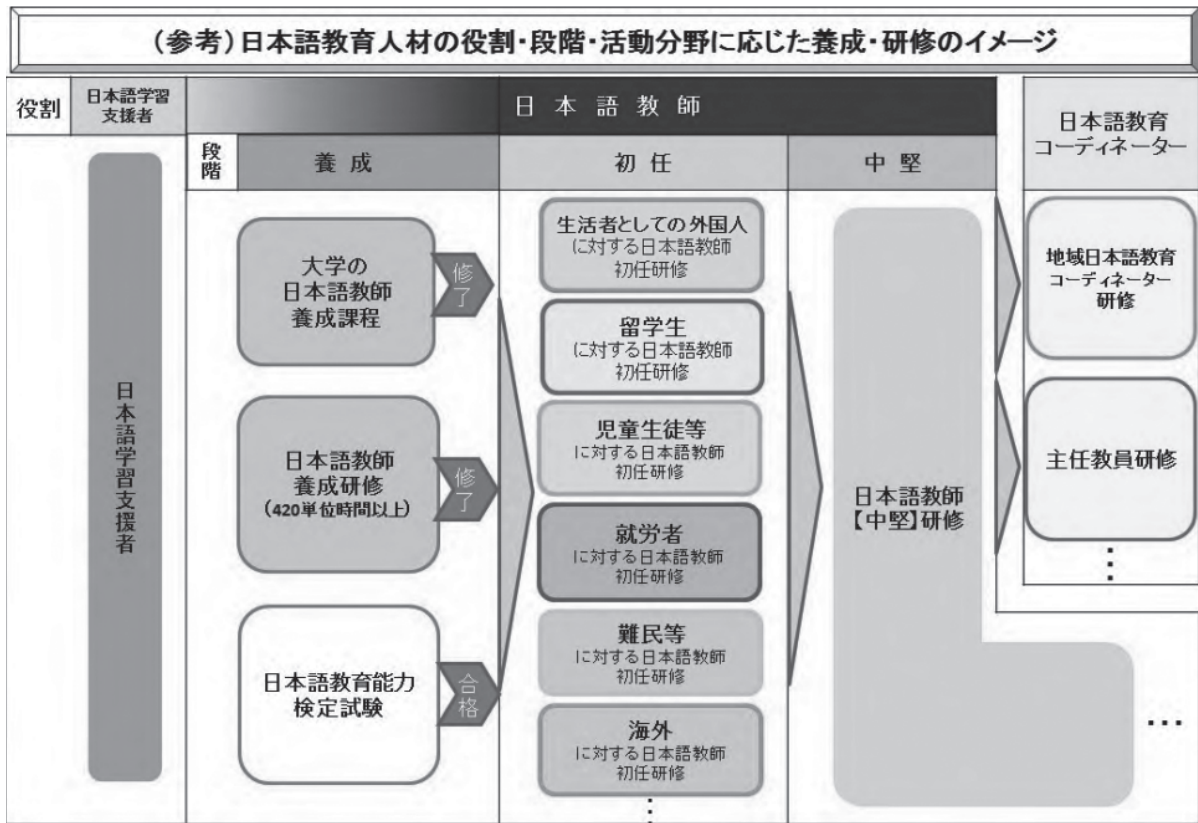 (参考)日本語教育人材の役割・段階・活動分野に応じた養成・研修のイメージ
役割
日本語学習
支援者
日本語教師
日本語教育
コーディネーター
段階
養成
初任
中堅
日本語学習支援者
大学の
日本語教師
養成課程
修了
日本語教師
養成研修
(420単位時間以上)
修了
日本語教育能力
検定試験
合格
生活者としての外国人
に対する日本語教師
初任研修
留学生
に対する日本語教師
初任研修
児童生徒等
に対する日本語教師
初任研修
就労者
に対する日本語教師
初任研修
難民等
に対する日本語教師
初任研修
海外
に対する日本語教師
初任研修
⋮
日本語教師
【中堅】研修
地域日本語教育
コーディネーター
研修
主任教員研修
⋮
…